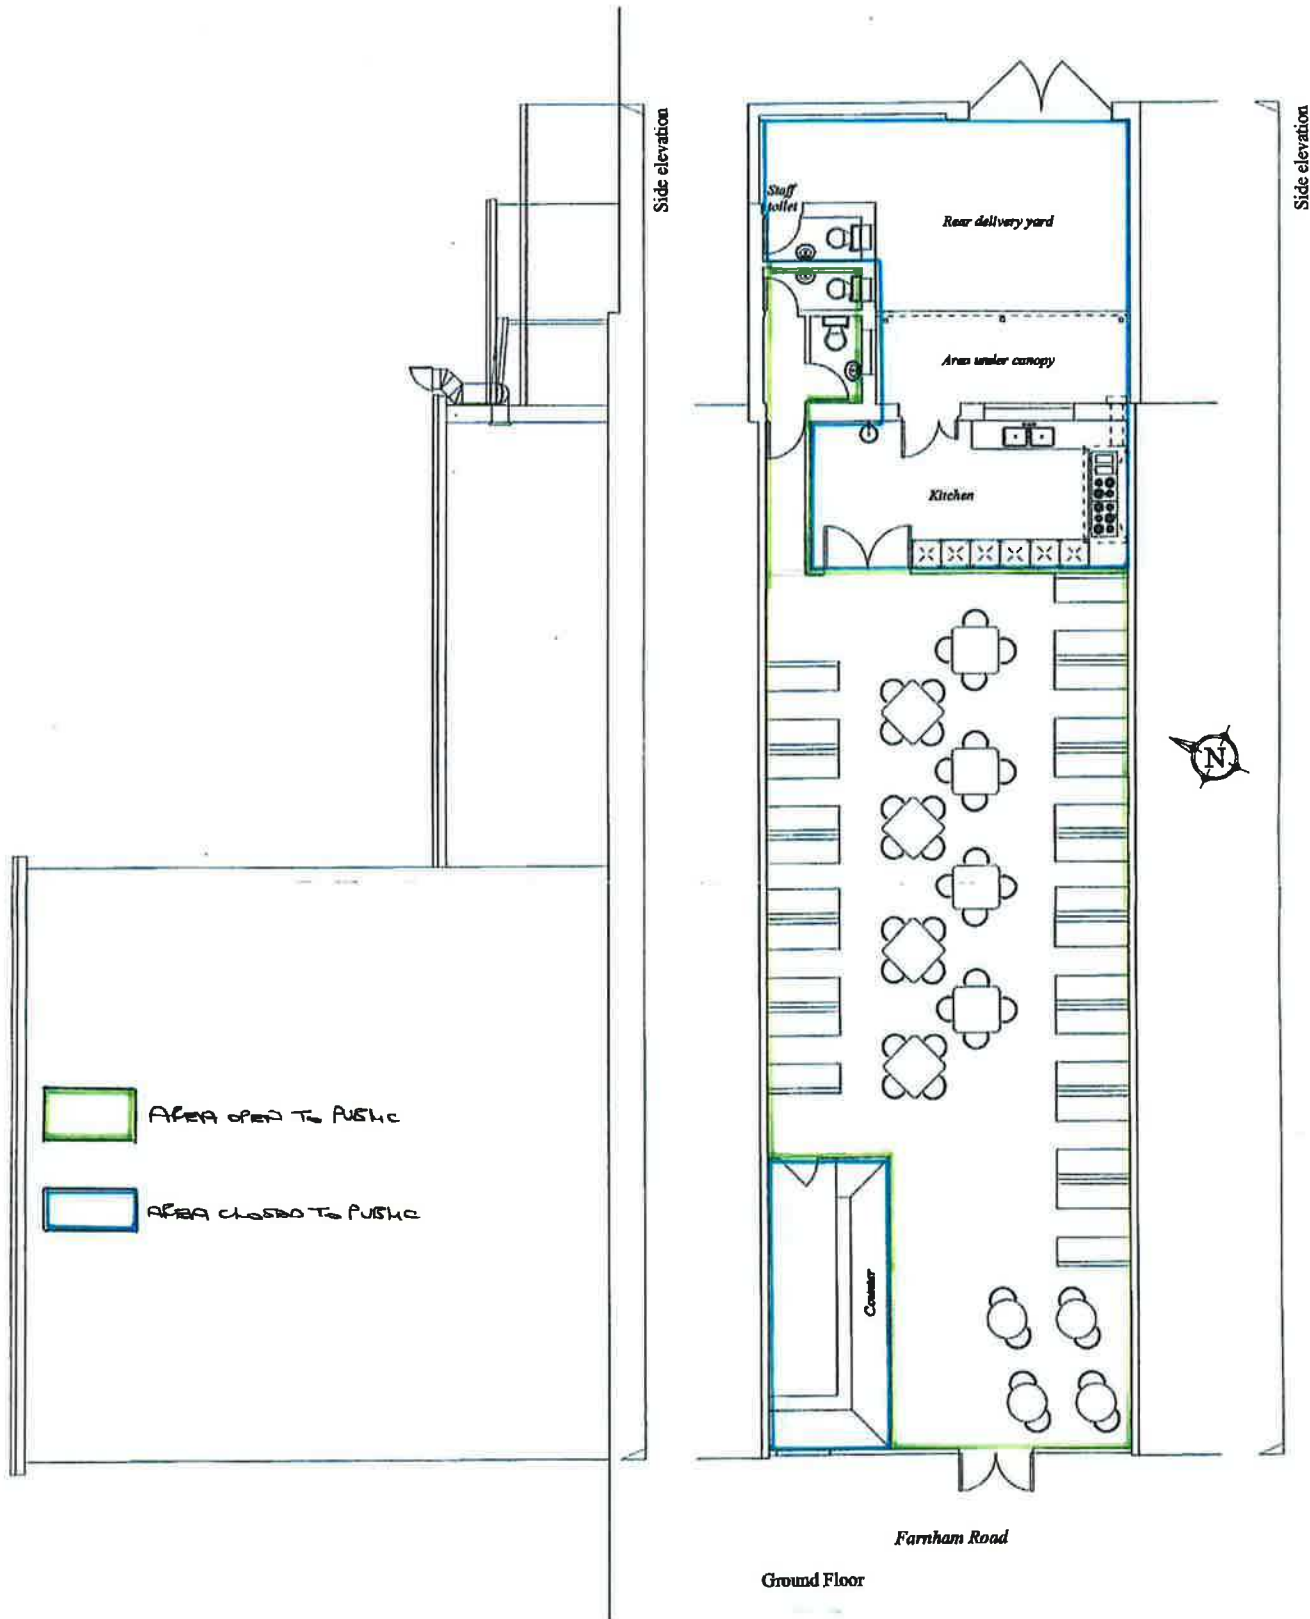 Side elevation
Side elevation
Staff
toilet
Rear delivery yard
Area under canopy
Kitchen
N
AREA OPEN To PUBLIC
AREA CLOSED To PUBLIC
Counter
Farnham Road
Ground Floor